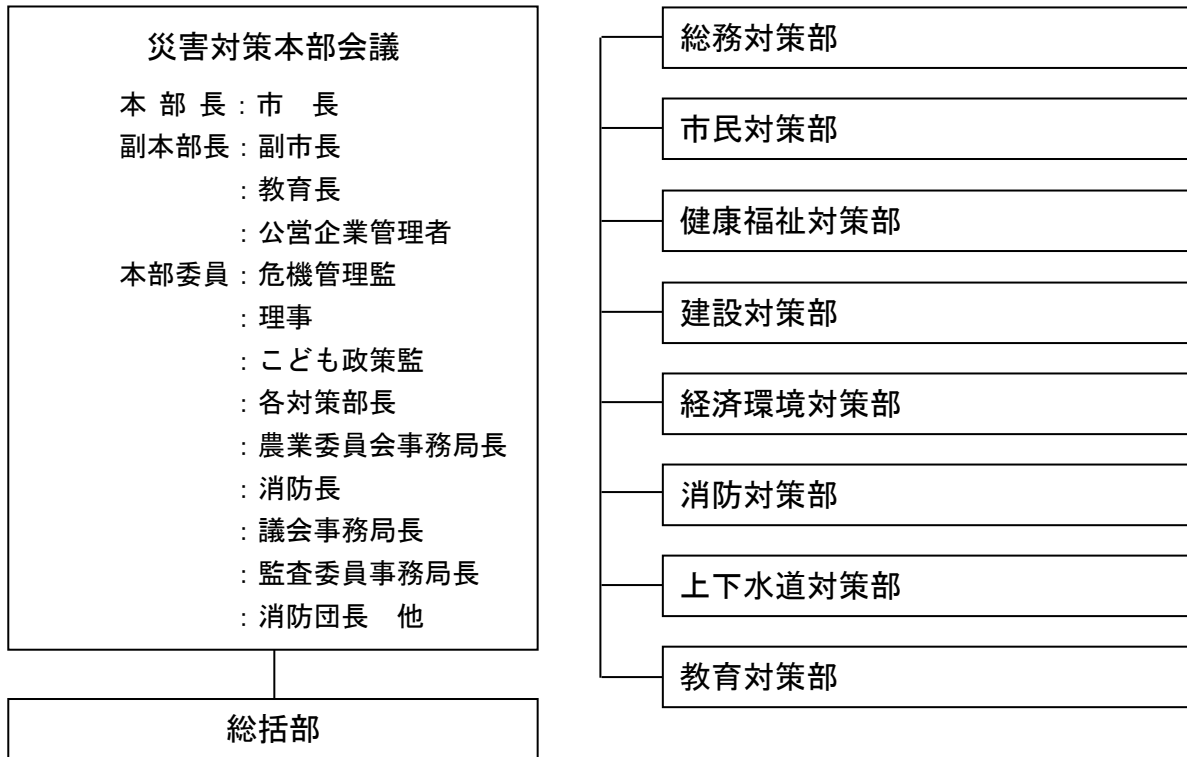 災害対策本部会議
本 部 長：市　長
副本部長：副市長
：教育長
：公営企業管理者
本部委員：危機管理監
：理事
：こども政策監
：各対策部長
：農業委員会事務局長
：消防長
：議会事務局長
：監査委員事務局長
：消防団長　他
総括部
総務対策部
市民対策部
健康福祉対策部
建設対策部
経済環境対策部
消防対策部
上下水道対策部
教育対策部